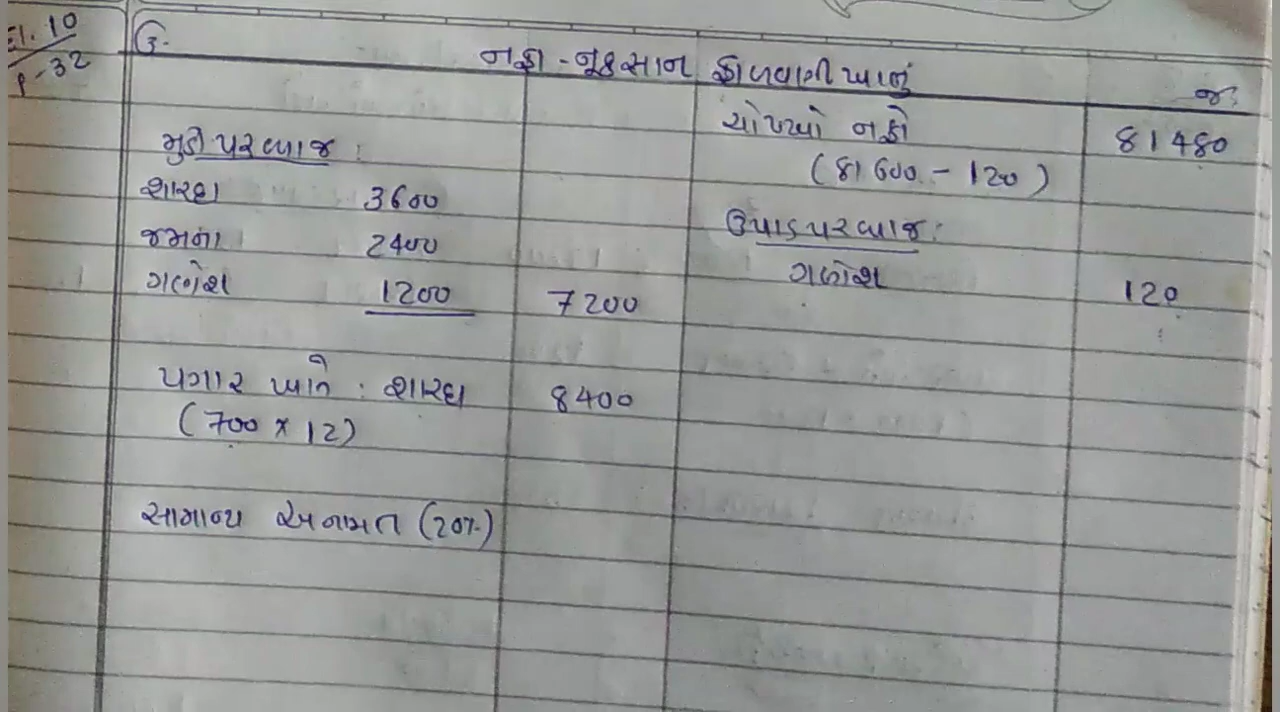 ઉ. 10
P-32
ઉ.
નફા-નૂકસાન ફાળવણી ખાતું
જ:
ચોખ્ખો નફો 81480
(81600 - 120)
મુડી પર વ્યાજ :
શારદા 3600
જમના 2400
ગણેશ 1200 7200
ઉપાડ પર વ્યાજ :
ગણેશ 120
પગાર ખાતે : શારદા 8400
(700 x 12)
સામાન્ય અનામત (20%)